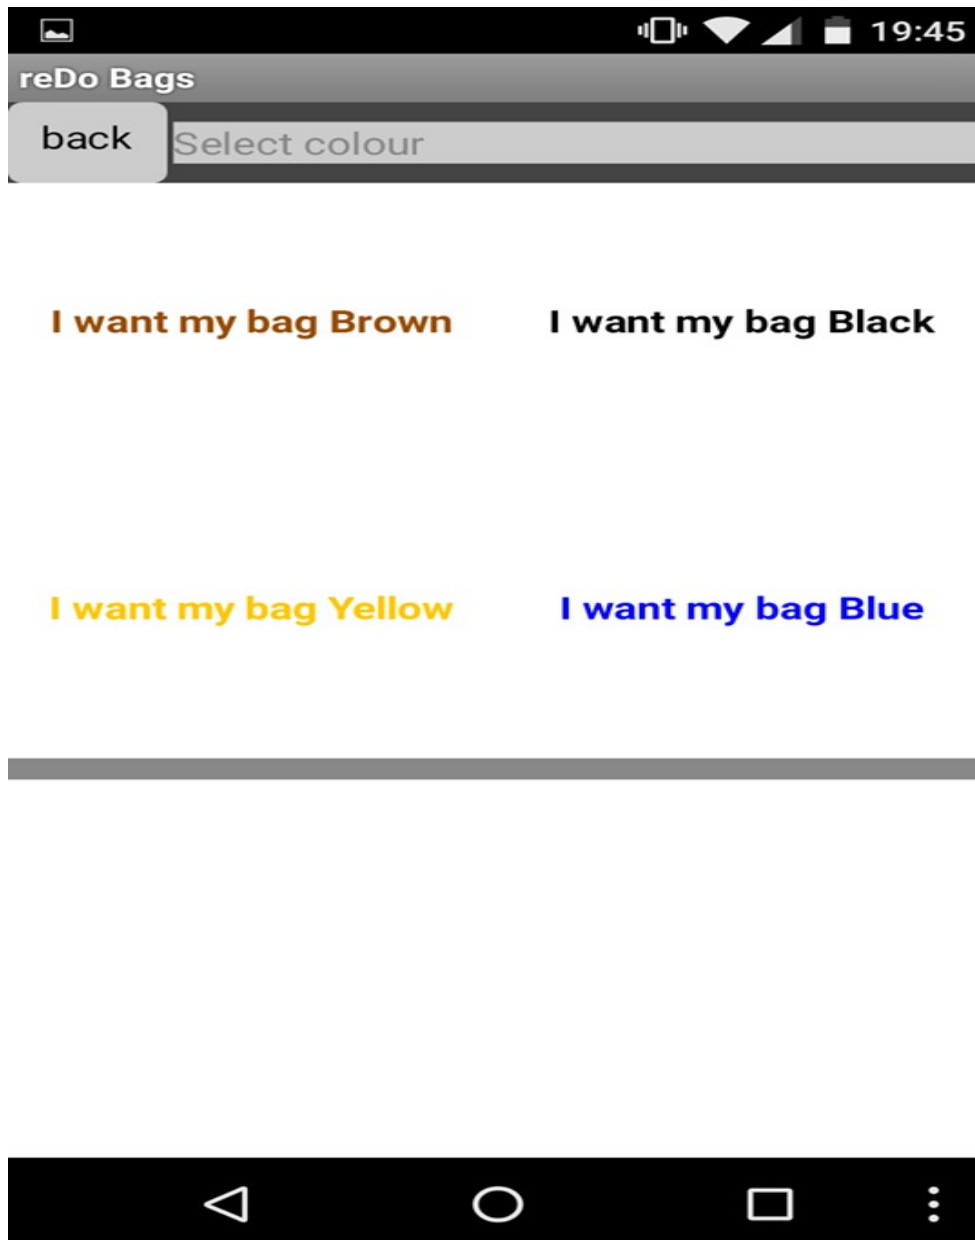 19:45
reDo Bags
back Select colour
I want my bag Brown I want my bag Black
I want my bag Yellow I want my bag Blue